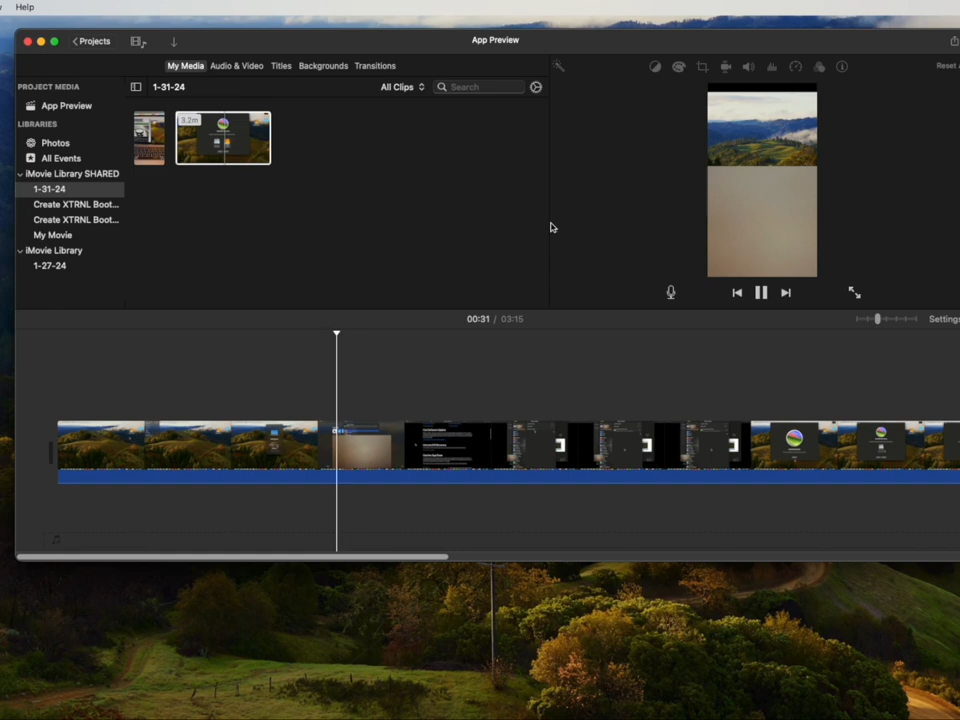 Help
Projects
App Preview
My Media Audio & Video Titles Backgrounds Transitions
Reset
PROJECT MEDIA
1-31-24
All Clips
Search
App Preview
LIBRARIES
3.2m
Photos
All Events
iMovie Library SHARED
1-31-24
Create XTRNL Boot...
Create XTRNL Boot...
My Movie
iMovie Library
1-27-24
00:31 / 03:15
Settings